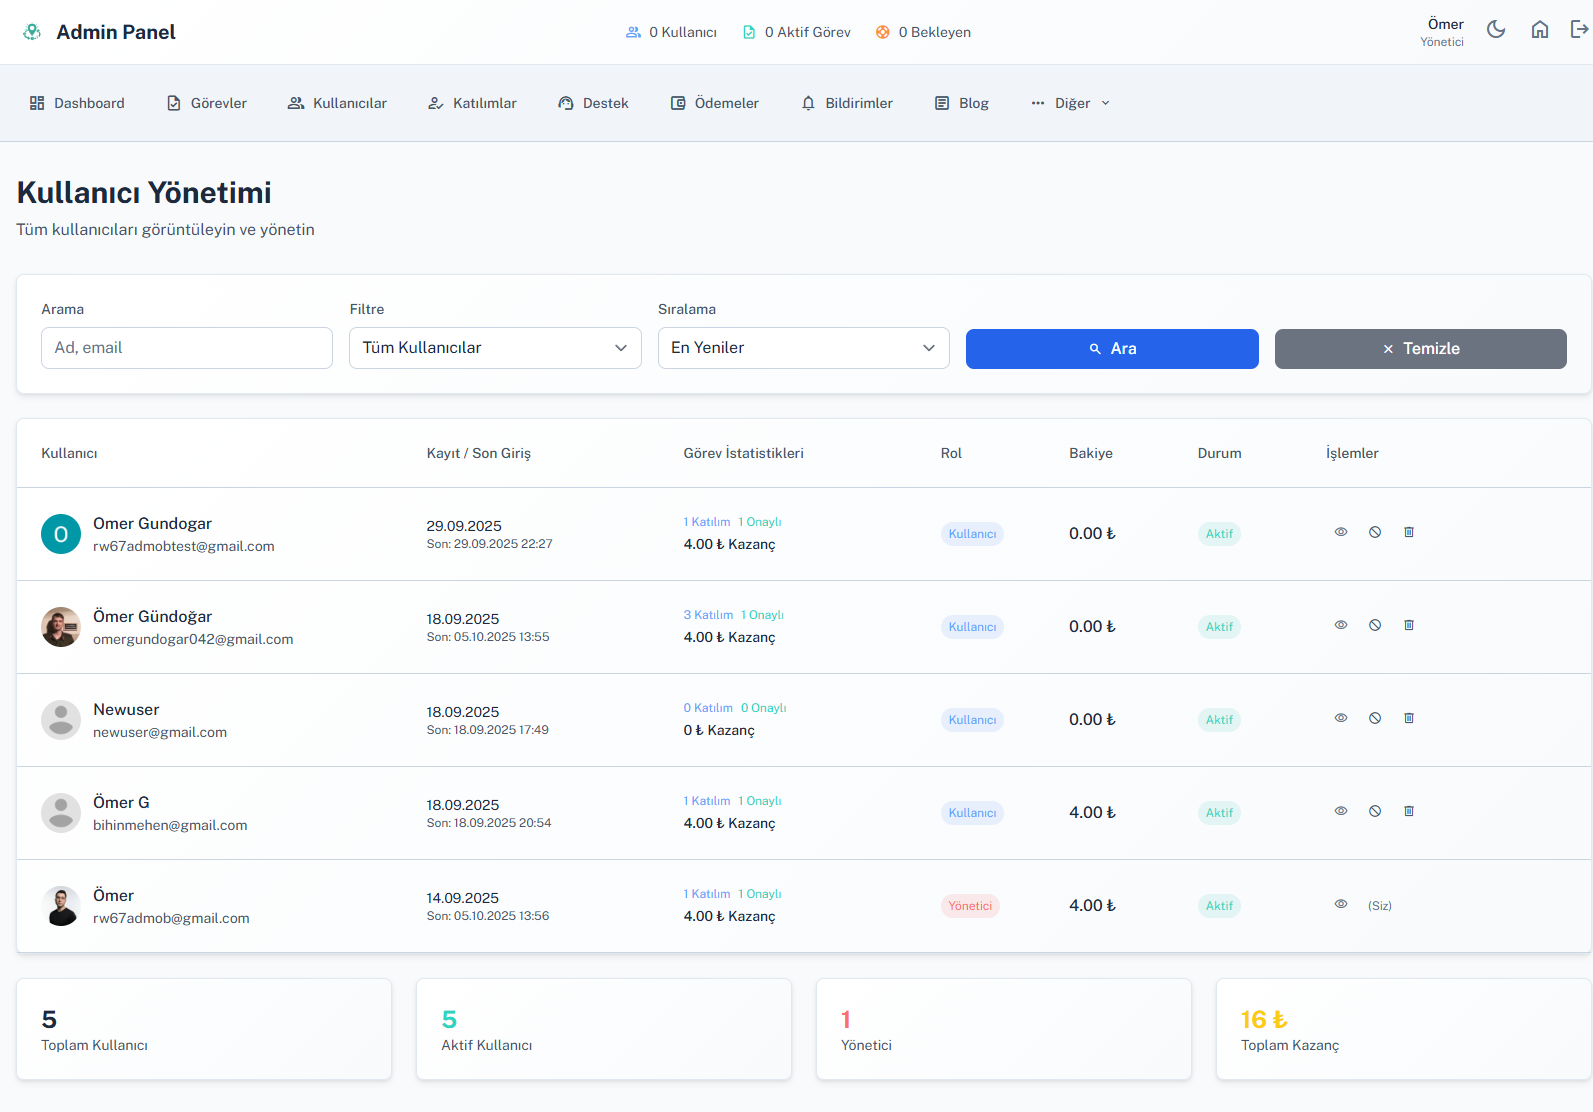 Admin Panel
0 Kullanıcı
0 Aktif Görev
0 Bekleyen
Ömer
Yönetici
Dashboard
Görevler
Kullanıcılar
Katılımlar
Destek
Ödemeler
Bildirimler
Blog
Diğer
Kullanıcı Yönetimi
Tüm kullanıcıları görüntüleyin ve yönetin
Arama
Filtre
Sıralama
Ad, email
Tüm Kullanıcılar
En Yeniler
Ara
Temizle
Kullanıcı
Kayıt / Son Giriş
Görev İstatistikleri
Rol
Bakiye
Durum
İşlemler
O
Omer Gundogar
rw67admobtest@gmail.com
29.09.2025
Son: 29.09.2025 22:27
1 Katılım 1 Onaylı
4.00 ₺ Kazanç
Kullanıcı
0.00 ₺
Aktif
Ömer Gündoğar
omergundogar042@gmail.com
18.09.2025
Son: 05.10.2025 13:55
3 Katılım 1 Onaylı
4.00 ₺ Kazanç
Kullanıcı
0.00 ₺
Aktif
Newuser
newuser@gmail.com
18.09.2025
Son: 18.09.2025 17:49
0 Katılım 0 Onaylı
0 ₺ Kazanç
Kullanıcı
0.00 ₺
Aktif
Ömer G
bihinmehen@gmail.com
18.09.2025
Son: 18.09.2025 20:54
1 Katılım 1 Onaylı
4.00 ₺ Kazanç
Kullanıcı
4.00 ₺
Aktif
Ömer
rw67admob@gmail.com
14.09.2025
Son: 05.10.2025 13:56
1 Katılım 1 Onaylı
4.00 ₺ Kazanç
Yönetici
4.00 ₺
Aktif
(Siz)
5
Toplam Kullanıcı
5
Aktif Kullanıcı
1
Yönetici
16 ₺
Toplam Kazanç